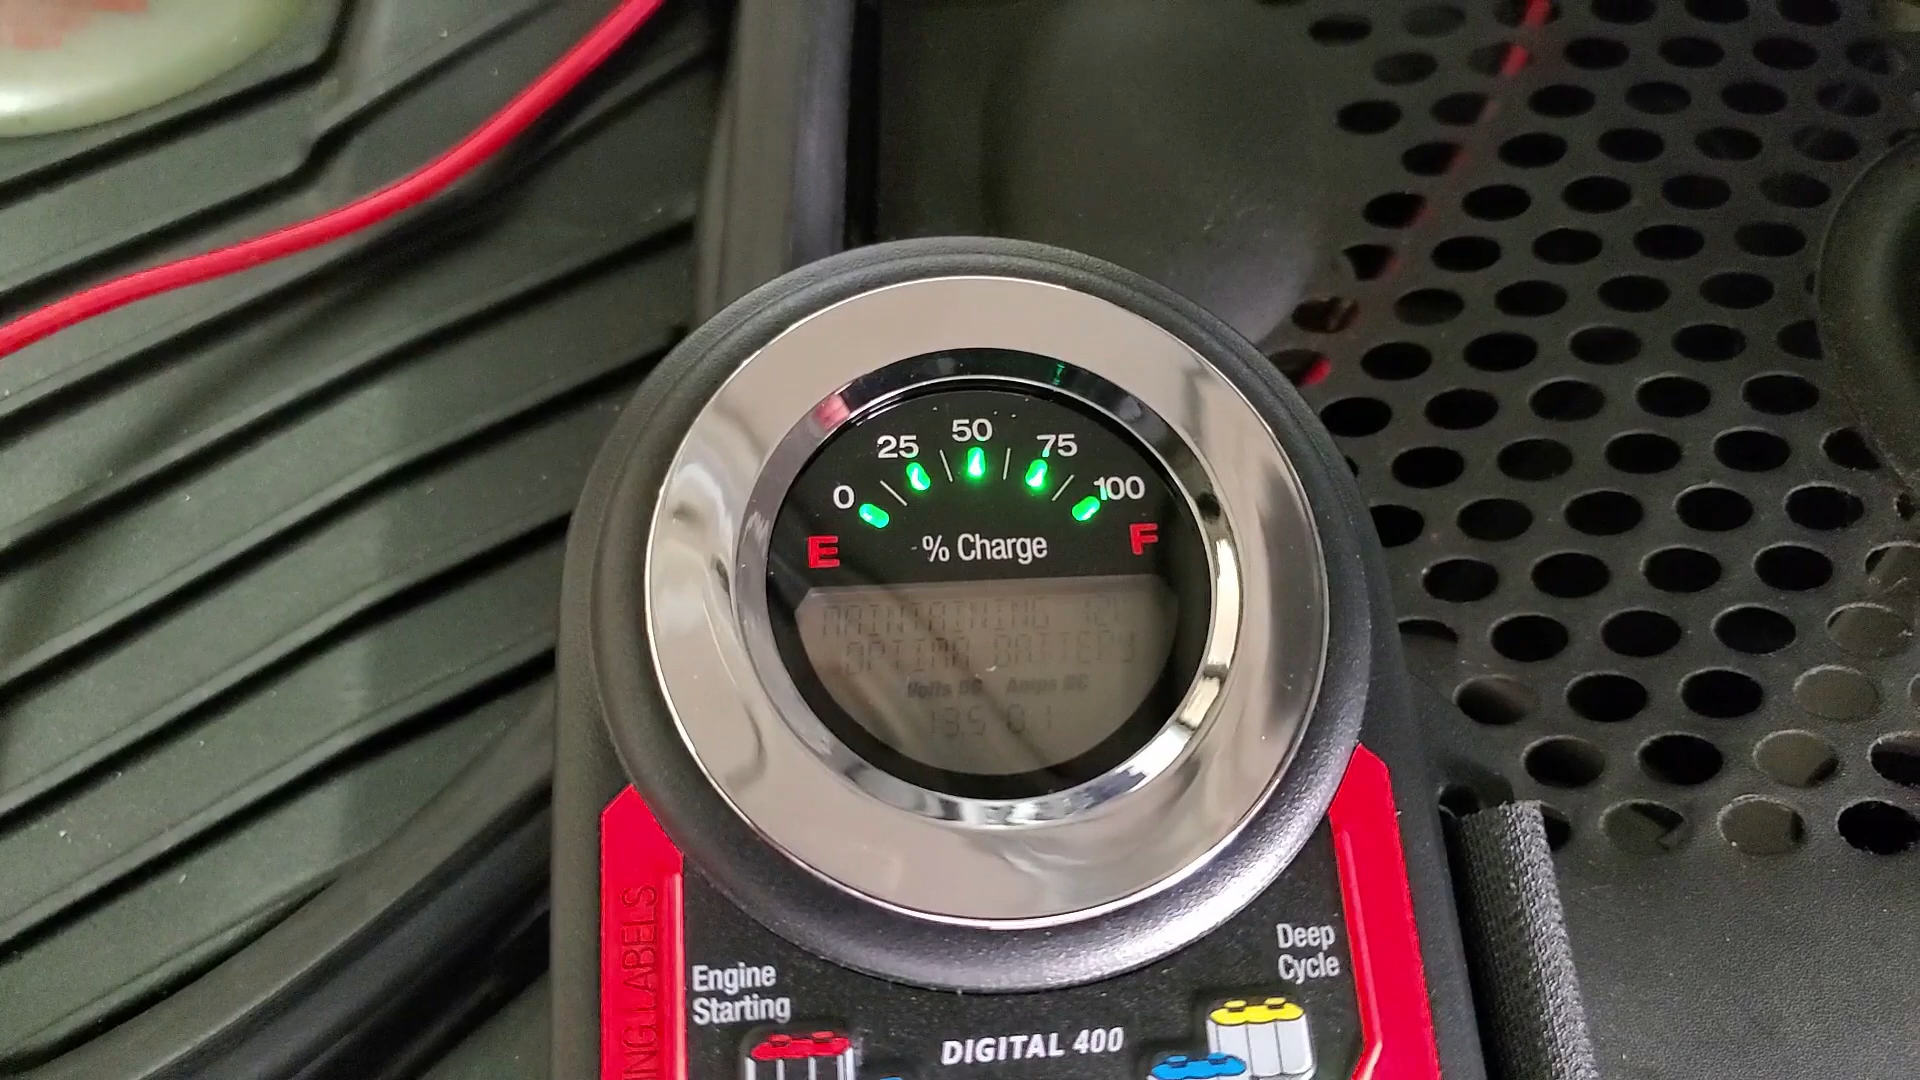 0 25 50 75 100
E % Charge F
MAINTAINING 12V
OPTIMA BATTERY
Volts DC Amps DC
13.5 0.1
Engine
Starting
DIGITAL 400
Deep
Cycle
LABELS